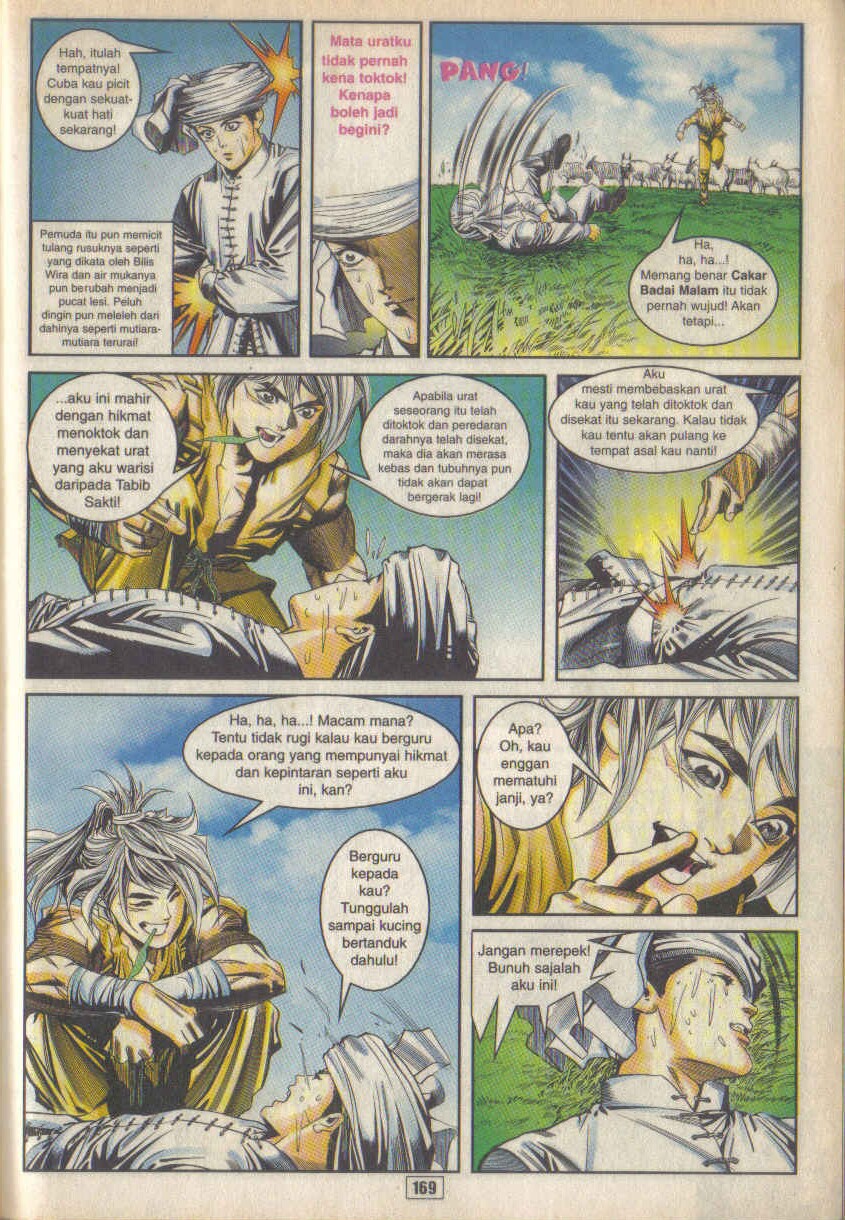 Hah, itulah
tempatnya!
Cuba kau picit
dengan sekuat-
kuat hati
sekarang!
Pemuda itu pun memicit
tulang rusuknya seperti
yang dikata oleh Bilis
Wira dan air mukanya
pun berubah menjadi
pucat lesi. Peluh
dingin pun meleleh dari
dahinya seperti mutiara-
mutiara terurai!
Mata uratku
tidak pernah
kena toktok!
Kenapa
boleh jadi
begini?
PANG!
Ha,
ha, ha...!
Memang benar Cakar
Badai Malam itu tidak
pernah wujud! Akan
tetapi...
...aku ini mahir
dengan hikmat
menoktok dan
menyekat urat
yang aku warisi
daripada Tabib
Sakti!
Apabila urat
seseorang itu telah
ditoktok dan peredaran
darahnya telah disekat,
maka dia akan merasa
kebas dan tubuhnya pun
tidak akan dapat
bergerak lagi!
Aku
mesti membebaskan urat
kau yang telah ditoktok dan
disekat itu sekarang. Kalau tidak
kau tentu akan pulang ke
tempat asal kau nanti!
Ha, ha, ha...! Macam mana?
Tentu tidak rugi kalau kau berguru
kepada orang yang mempunyai hikmat
dan kepintaran seperti aku
ini, kan?
Berguru
kepada
kau?
Tunggulah
sampai kucing
bertanduk
dahulu!
Apa?
Oh, kau
enggan
mematuhi
janji, ya?
Jangan merepek!
Bunuh sajalah
aku ini!
169